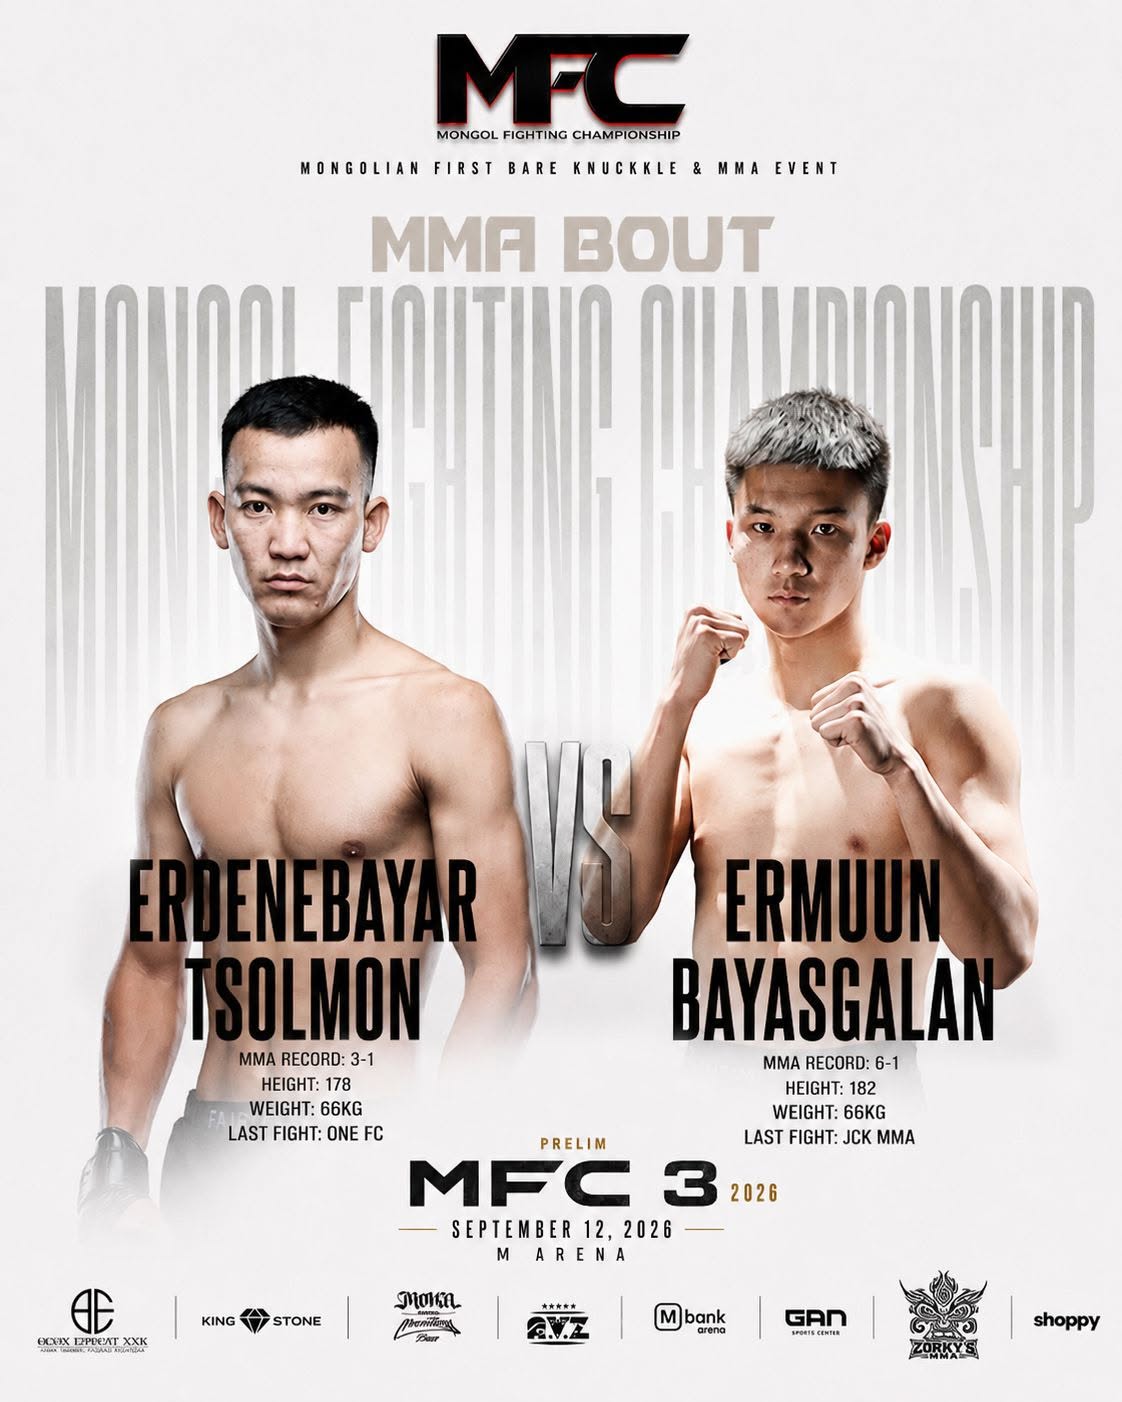 MFC
MONGOL FIGHTING CHAMPIONSHIP
MONGOLIAN FIRST BARE KNUCKKLE & MMA EVENT
MMA BOUT
MONGOL FIGHTING CHAMPIONSHIP
VS
ERDENEBAYAR
TSOLMON
MMA RECORD: 3-1
HEIGHT: 178
WEIGHT: 66KG
LAST FIGHT: ONE FC
ERMUUN
BAYASGALAN
MMA RECORD: 6-1
HEIGHT: 182
WEIGHT: 66KG
LAST FIGHT: JCK MMA
PRELIM
MFC 3 2026
SEPTEMBER 12, 2026
M ARENA
KING STONE
M bank
arena
GAN
SPORTS CENTER
ZORKY'S
MMA
shoppy